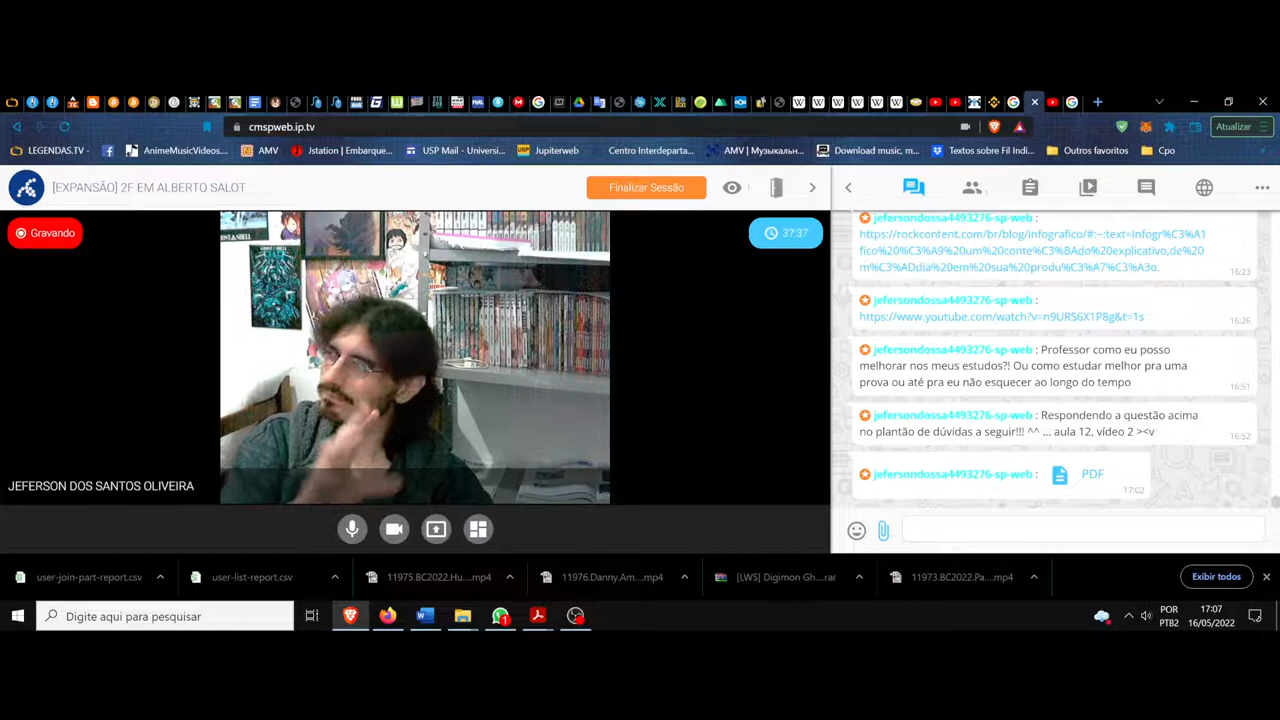 cmspweb.ip.tv
Atualizar
LEGENDAS.TV -
AnimeMusicVideos...
AMV
Jstation | Embarque...
USP Mail - Universi...
Jupiterweb
Centro Interdeparta...
AMV | Музыкальн...
Download music, m...
Textos sobre Fil Indi...
Outros favoritos
Cpo
[EXPANSÃO] 2F EM ALBERTO SALOT
Finalizar Sessão
Gravando
37:37
JEFERSON DOS SANTOS OLIVEIRA
jefersondossa4493276-sp-web :
https://rockcontent.com/br/blog/infografico/#:~:text=Infogr%C3%A1
fico%20%C3%A9%20um%20conte%C3%BAdo%20explicativo,de%20
m%C3%ADdia%20em%20sua%20produ%C3%A7%C3%A3o.
16:23
jefersondossa4493276-sp-web :
https://www.youtube.com/watch?v=n9URS6X1P8g&t=1s
16:26
jefersondossa4493276-sp-web : Professor como eu posso
melhorar nos meus estudos?! Ou como estudar melhor pra uma
prova ou até pra eu não esquecer ao longo do tempo
16:51
jefersondossa4493276-sp-web : Respondendo a questão acima
no plantão de dúvidas a seguir!!! ^^ ... aula 12, vídeo 2 ><v
16:52
jefersondossa4493276-sp-web :
PDF
17:02
user-join-part-report.csv
user-list-report.csv
11975.BC2022.Hu....mp4
11976.Danny.Am....mp4
[LWS] Digimon Gh....rar
11973.BC2022.Pa....mp4
Exibir todos
Digite aqui para pesquisar
POR
PTB2
17:07
16/05/2022